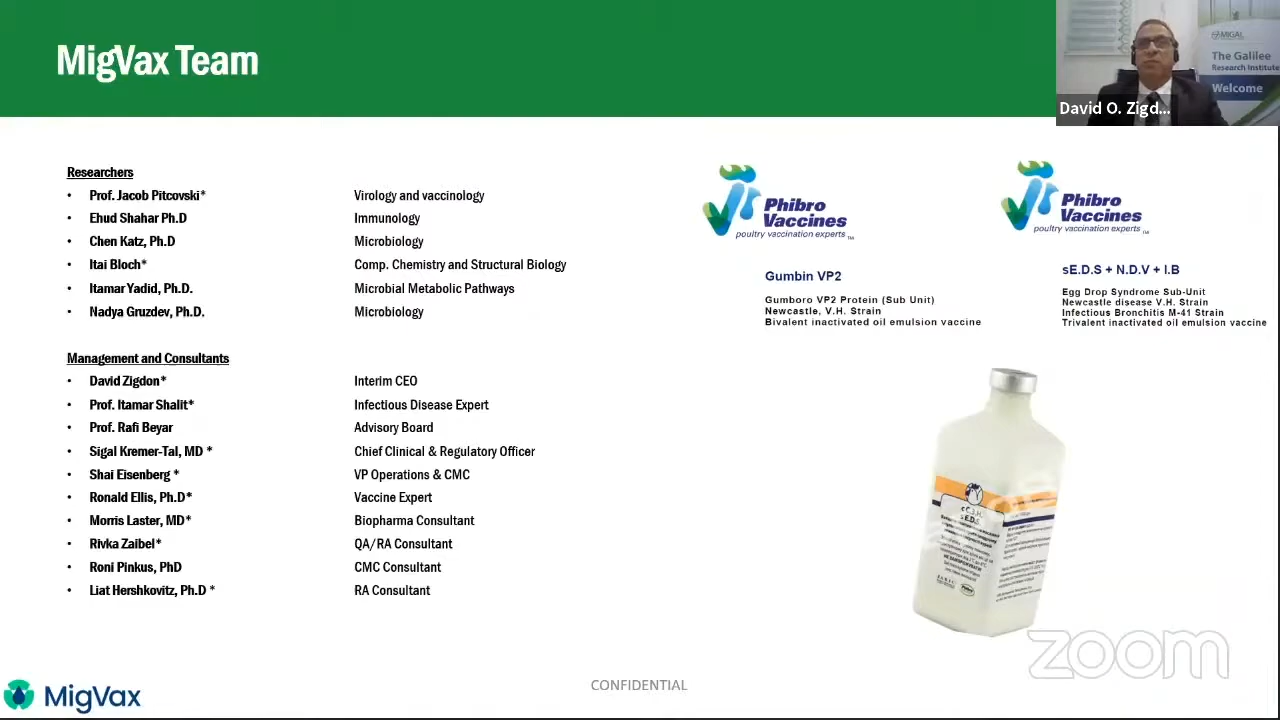 MigVax Team
MIGAL
The Galilee
Research Institute
Welcome
David O. Zigd...
Researchers
• Prof. Jacob Pitcovski* Virology and vaccinology
• Ehud Shahar Ph.D Immunology
• Chen Katz, Ph.D Microbiology
• Itai Bloch* Comp. Chemistry and Structural Biology
• Itamar Yadid, Ph.D. Microbial Metabolic Pathways
• Nadya Gruzdev, Ph.D. Microbiology
Management and Consultants
• David Zigdon* Interim CEO
• Prof. Itamar Shalit* Infectious Disease Expert
• Prof. Rafi Beyar Advisory Board
• Sigal Kremer-Tal, MD * Chief Clinical & Regulatory Officer
• Shai Eisenberg * VP Operations & CMC
• Ronald Ellis, Ph.D* Vaccine Expert
• Morris Laster, MD* Biopharma Consultant
• Rivka Zaibel* QA/RA Consultant
• Roni Pinkus, PhD CMC Consultant
• Liat Hershkovitz, Ph.D * RA Consultant
Phibro
Vaccines
poultry vaccination experts ™
Gumbin VP2
Gumboro VP2 Protein (Sub Unit)
Newcastle, V.H. Strain
Bivalent inactivated oil emulsion vaccine
Phibro
Vaccines
poultry vaccination experts ™
sE.D.S + N.D.V + I.B
Egg Drop Syndrome Sub-Unit
Newcastle disease V.H. Strain
Infectious Bronchitis M-41 Strain
Trivalent inactivated oil emulsion vaccine
zoom
CONFIDENTIAL
MigVax